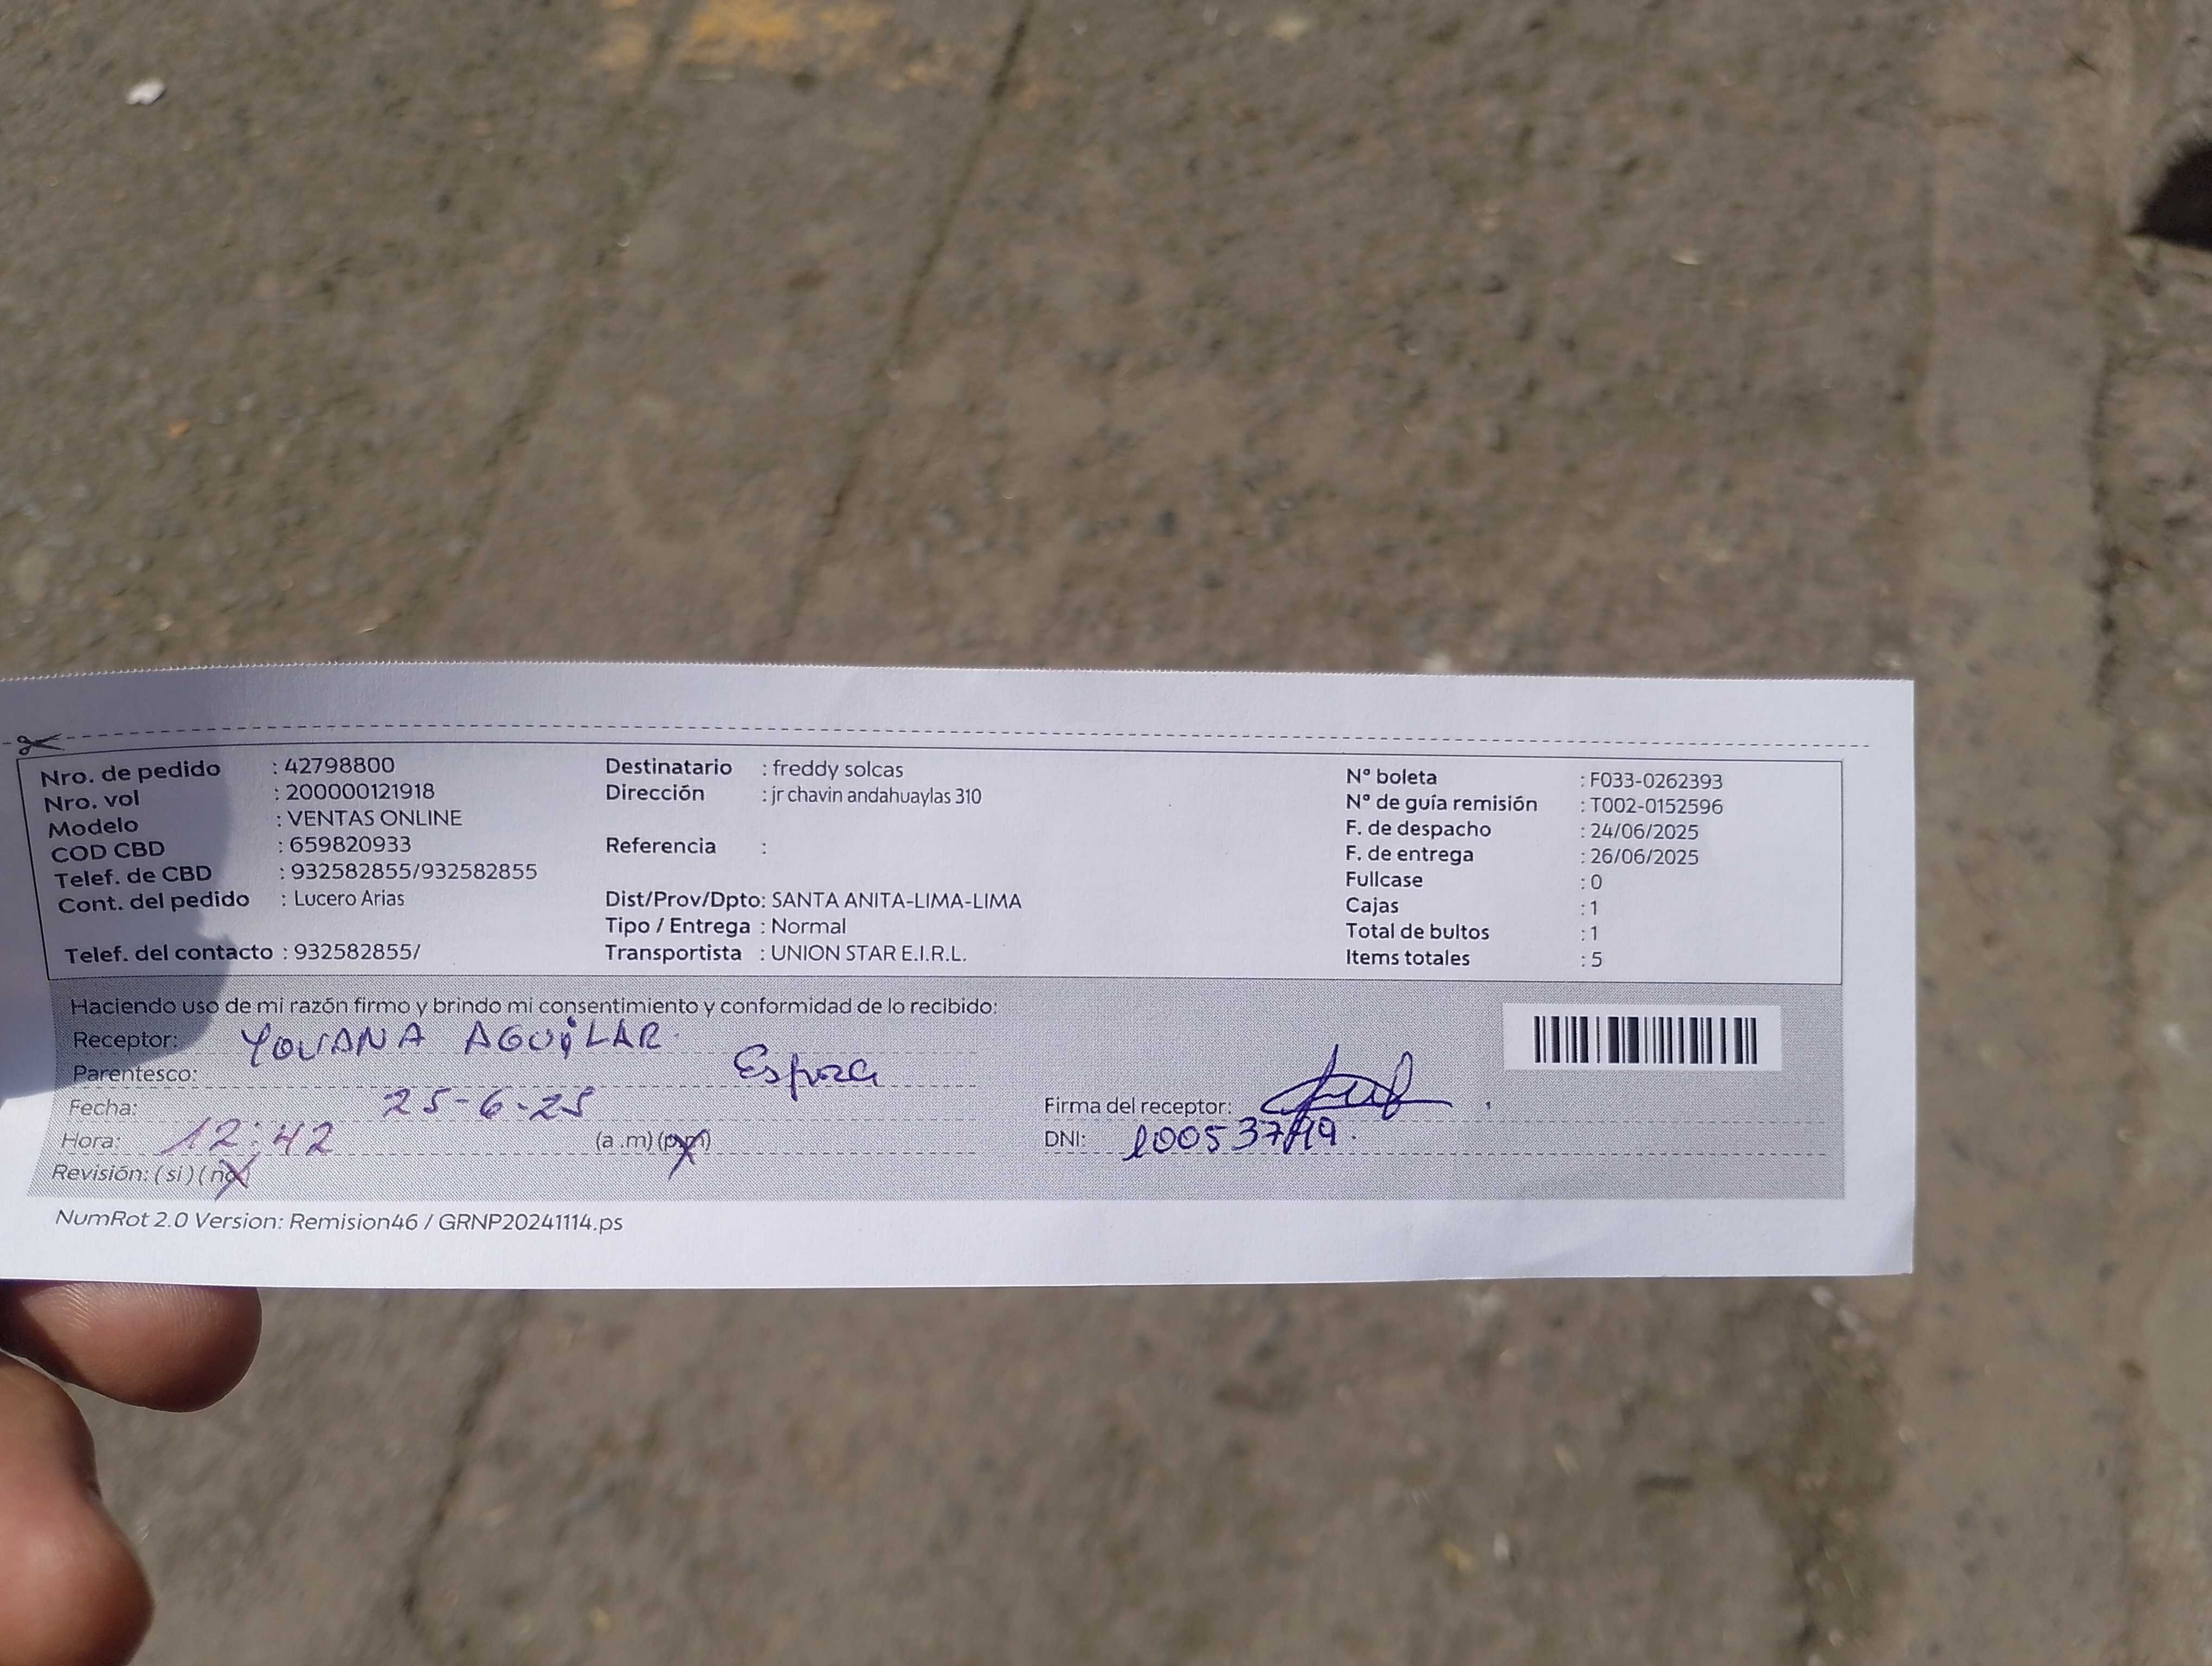 Nro. de pedido : 42798800
Nro. vol : 200000121918
Modelo : VENTAS ONLINE
COD CBD : 659820933
Telef. de CBD : 932582855/932582855
Cont. del pedido : Lucero Arias
Telef. del contacto : 932582855/
Destinatario : freddy solcas
Dirección : jr chavin andahuaylas 310
Referencia :
Dist/Prov/Dpto: SANTA ANITA-LIMA-LIMA
Tipo / Entrega : Normal
Transportista : UNION STAR E.I.R.L.
N° boleta : F033-0262393
N° de guía remisión : T002-0152596
F. de despacho : 24/06/2025
F. de entrega : 26/06/2025
Fullcase : 0
Cajas : 1
Total de bultos : 1
Items totales : 5
Haciendo uso de mi razón firmo y brindo mi consentimiento y conformidad de lo recibido:
Receptor: YOVANA AGUILAR
Parentesco: Espoza
Fecha: 25-6-25
Hora: 12:42 (a .m) (p.m)
Revisión: (si) (no)
Firma del receptor:
DNI:
NumRot 2.0 Version: Remision46 / GRNP20241114.ps